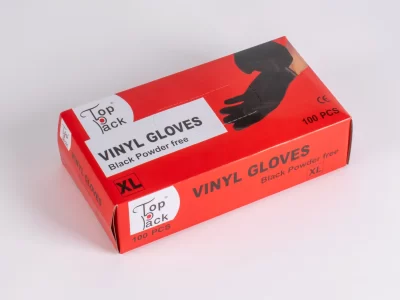 Top
Pack
VINYL GLOVES
Black Powder free
XL
CE
100 PCS
Top
Pack
100 PCS
VINYL GLOVES
Black Powder free
XL